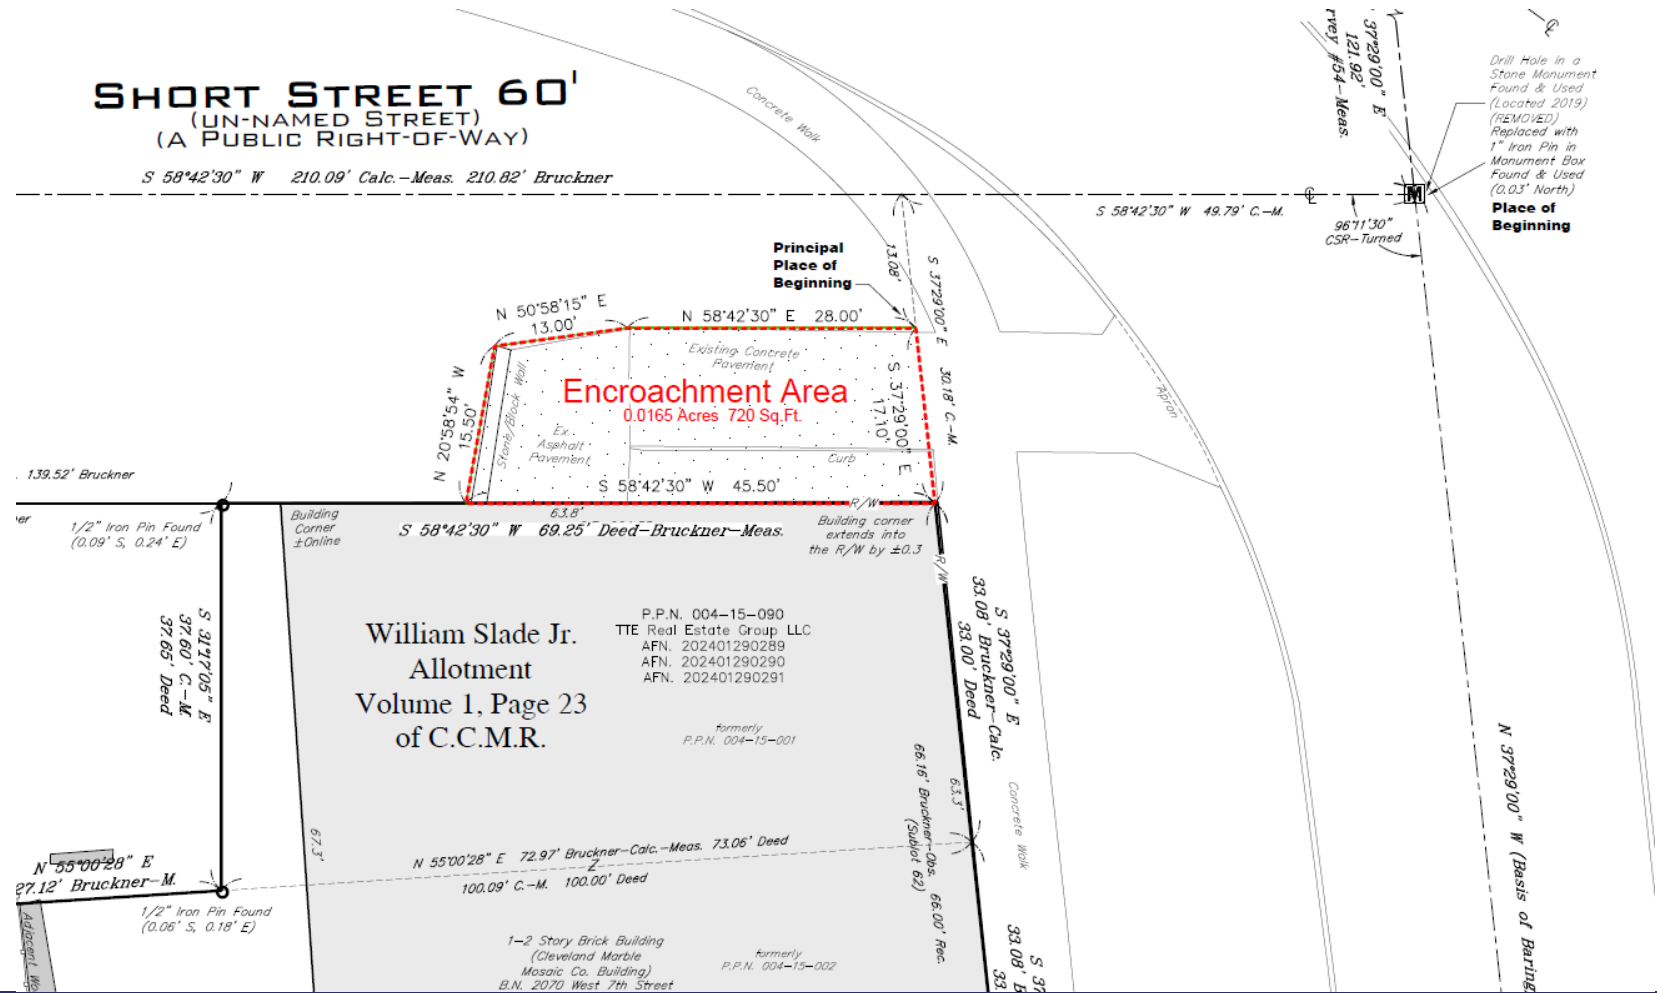 SHORT STREET 60'
(UN-NAMED STREET)
(A PUBLIC RIGHT-OF-WAY)
S 58°42'30" W 210.09' Calc.-Meas. 210.82' Bruckner
Concrete Walk
37°29'00" E
121.92'
rvey #54-Meas.
Drill Hole in a
Stone Monument
Found & Used
(Located 2019)
(REMOVED)
Replaced with
1" Iron Pin in
Monument Box
Found & Used
(0.03' North)
Place of
Beginning
M
S 58°42'30" W 49.79' C.-M.
96°11'30"
CSR-Turned
Principal
Place of
Beginning
13.08'
S 37°29'00" E 30.18' C.-M.
N 50°58'15" E
13.00'
N 58°42'30" E 28.00'
Existing Concrete
Pavement
Encroachment Area
0.0165 Acres 720 Sq.Ft.
N 20°58'54" W
15.50'
Stone/Block Wall
Ex.
Asphalt
Pavement
S 37°29'00" E
17.10'
Curb
Apron
S 58°42'30" W 45.50'
R/W
139.52' Bruckner
er
1/2" Iron Pin Found
(0.09' S, 0.24' E)
Building
Corner
±Online
63.8'
S 58°42'30" W 69.25' Deed-Bruckner-Meas.
Building corner
extends into
the R/W by ±0.3
R/W
S 31°17'05" E
37.60' C.-M.
37.65' Deed
William Slade Jr.
Allotment
Volume 1, Page 23
of C.C.M.R.
P.P.N. 004-15-090
TTE Real Estate Group LLC
AFN. 202401290289
AFN. 202401290290
AFN. 202401290291
formerly
P.P.N. 004-15-001
S 37°29'00" E
33.08' Bruckner-Calc.
33.00' Deed
66.16' Bruckner-Obs. 66.00' Rec.
(Sublot 62)
63.3'
Concrete Walk
N 37°29'00" W (Basis of Baring
67.3'
N 55°00'28" E 72.97' Bruckner-Calc.-Meas. 73.06' Deed
Z
100.09' C.-M. 100.00' Deed
N 55°00'28" E
27.12' Bruckner-M.
1/2" Iron Pin Found
(0.06' S, 0.18' E)
Adjacent Wo
1-2 Story Brick Building
(Cleveland Marble
Mosaic Co. Building)
B.N. 2070 West 7th Street
formerly
P.P.N. 004-15-002
S 37
33.08' B
33.